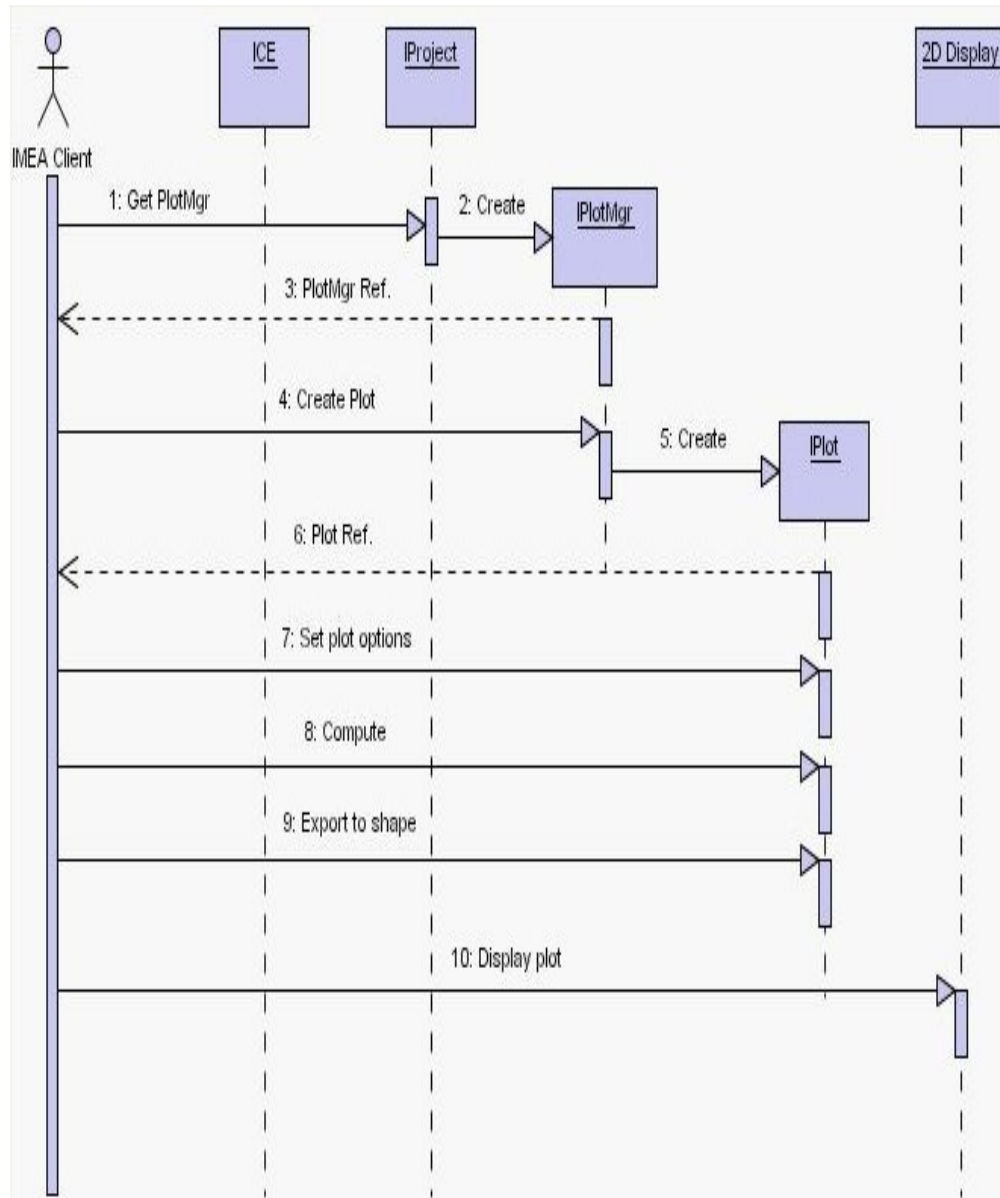 ICE
IProject
2D Display
IMEA Client
1: Get PlotMgr
2: Create
IPlotMgr
3: PlotMgr Ref.
4: Create Plot
5: Create
IPlot
6: Plot Ref.
7: Set plot options
8: Compute
9: Export to shape
10: Display plot